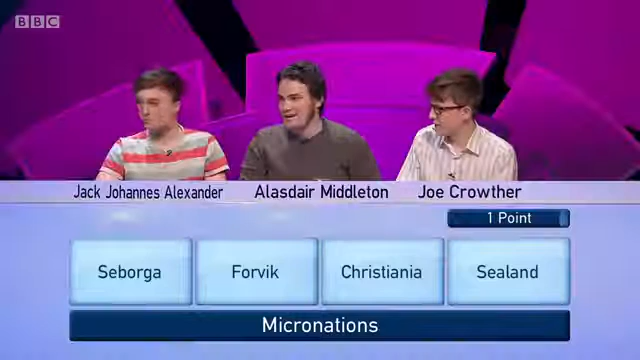 BBC
Jack Johannes Alexander Alasdair Middleton Joe Crowther
1 Point
Seborga Forvik Christiania Sealand
Micronations